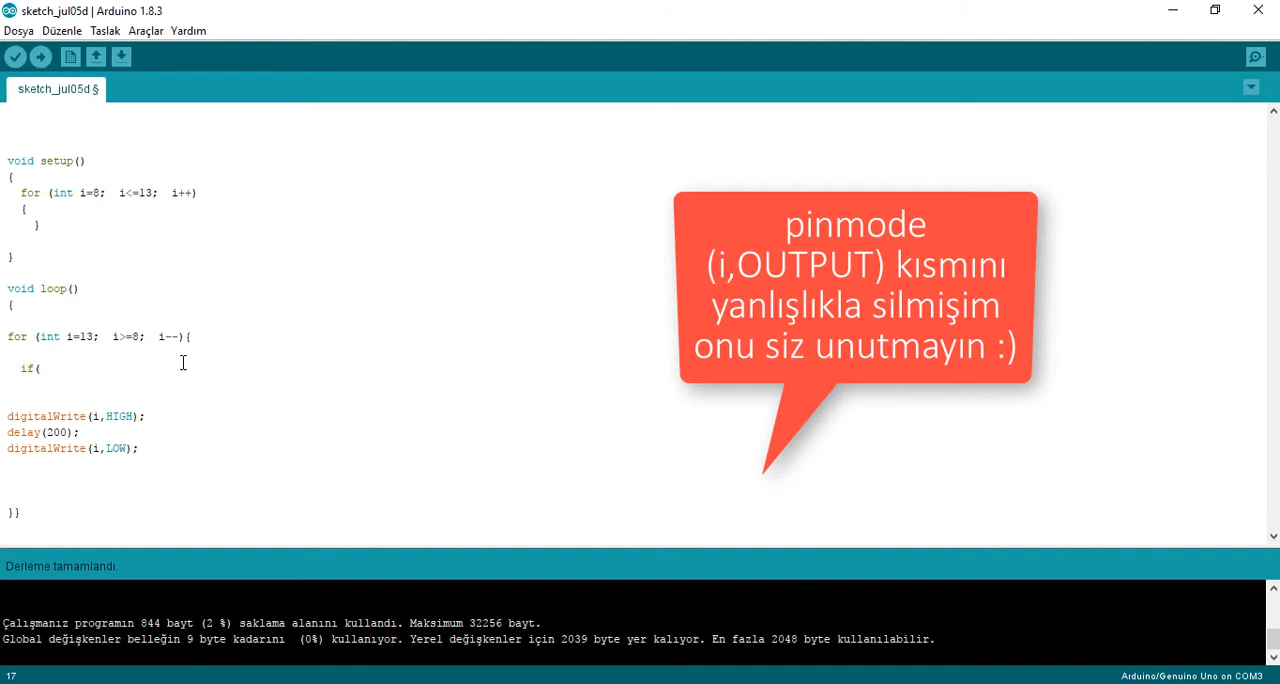 sketch_jul05d | Arduino 1.8.3
Dosya Düzenle Taslak Araçlar Yardım
sketch_jul05d §
void setup()
{
for (int i=8; i<=13; i++)
{
}
}
void loop()
{
for (int i=13; i>=8; i--){
if(
digitalWrite(i,HIGH);
delay(200);
digitalWrite(i,LOW);
}}
pinmode
(i,OUTPUT) kısmını
yanlışlıkla silmişim
onu siz unutmayın :)
Derleme tamamlandı.
Çalışmanız programın 844 bayt (2 %) saklama alanını kullandı. Maksimum 32256 bayt.
Global değişkenler belleğin 9 byte kadarını (0%) kullanıyor. Yerel değişkenler için 2039 byte yer kalıyor. En fazla 2048 byte kullanılabilir.
17
Arduino/Genuino Uno on COM3